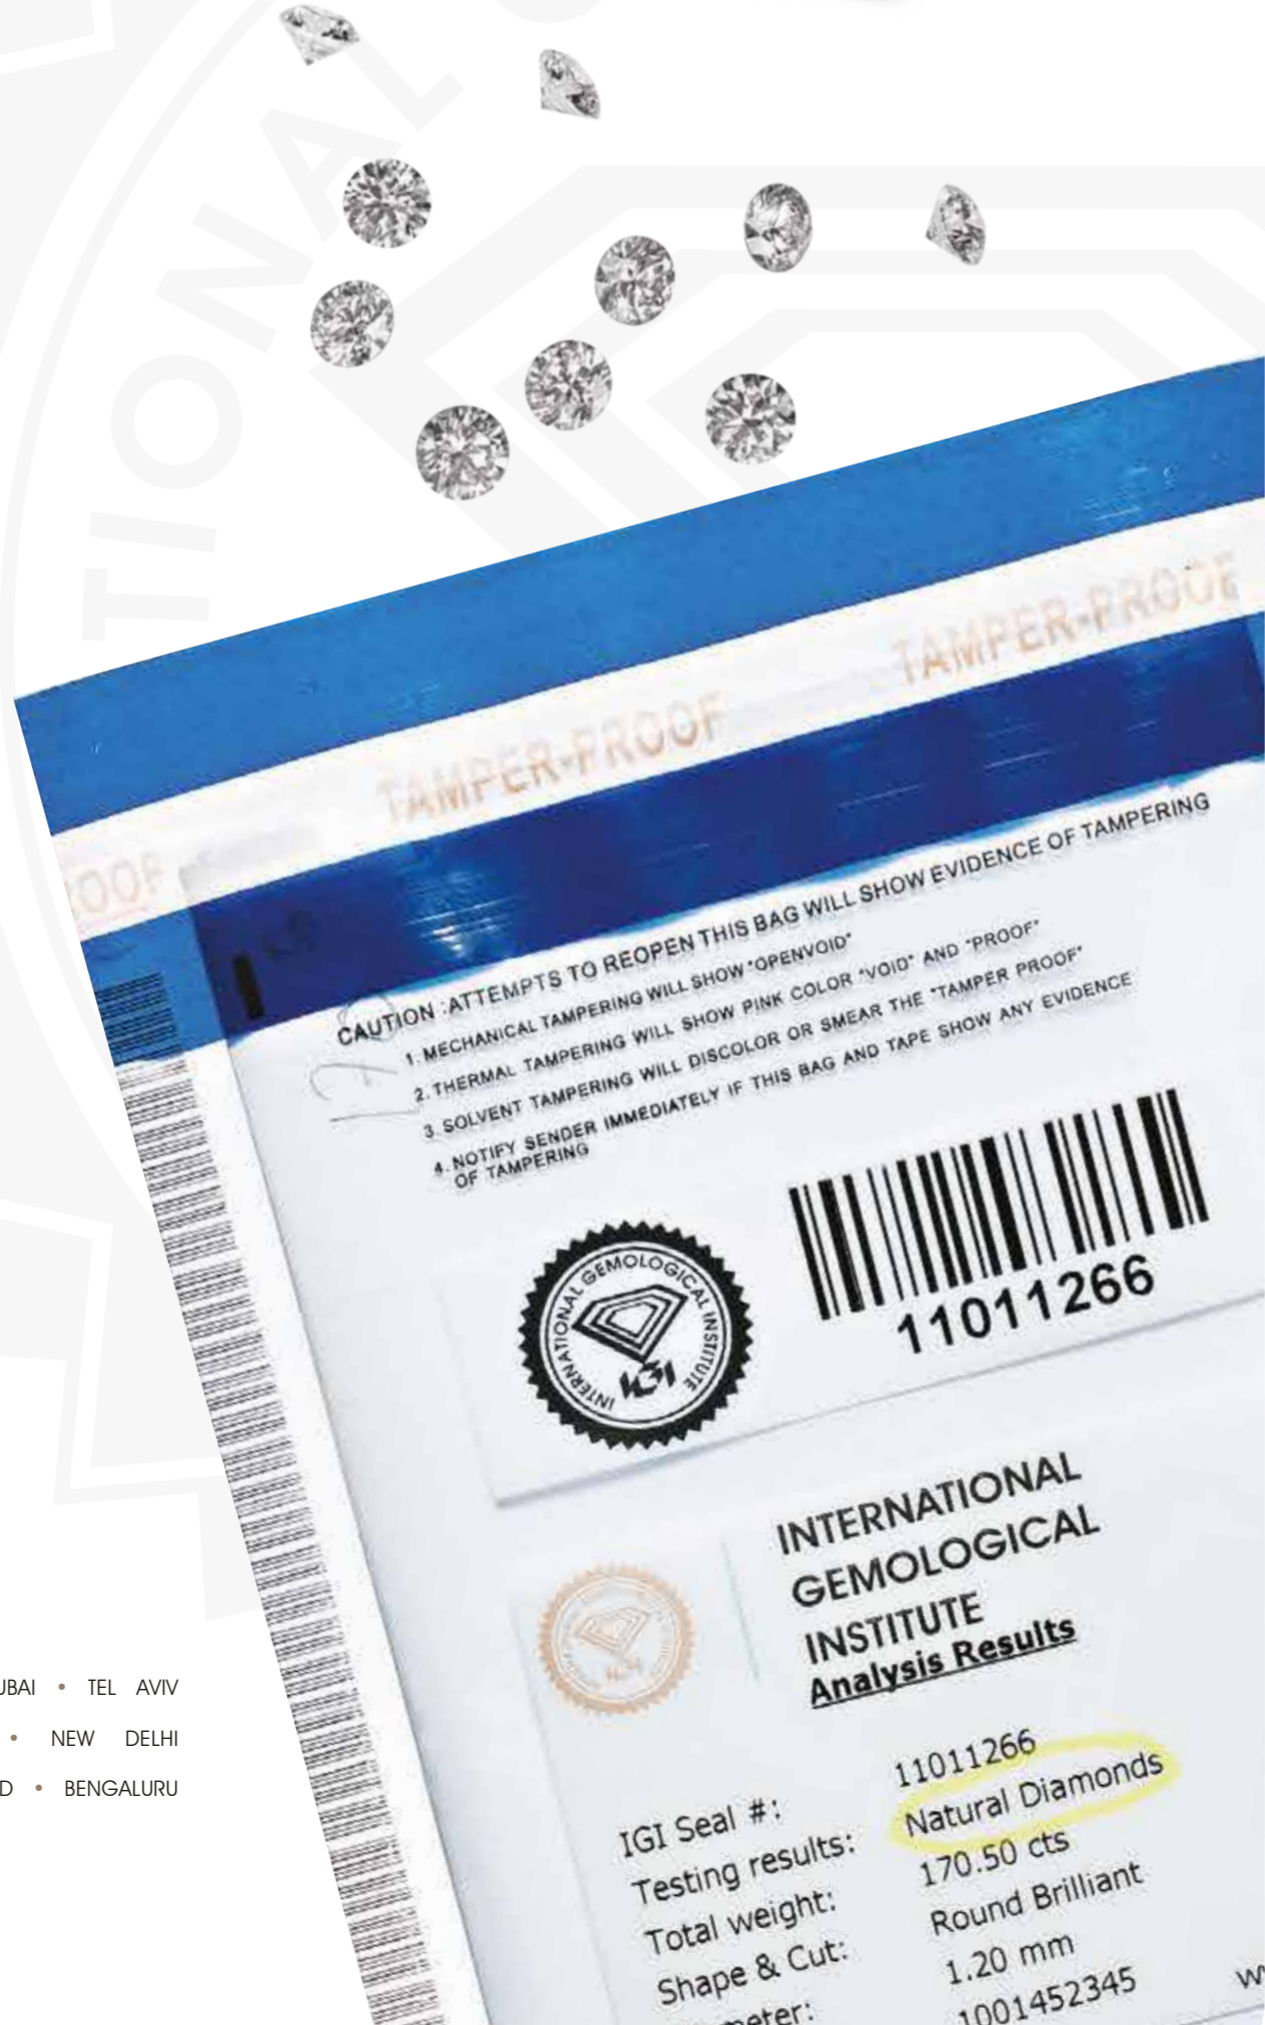 TIONAL
TAMPER-PROOF
TAMPER-PROOF
OOF
CAUTION :ATTEMPTS TO REOPEN THIS BAG WILL SHOW EVIDENCE OF TAMPERING
1. MECHANICAL TAMPERING WILL SHOW "OPENVOID"
2. THERMAL TAMPERING WILL SHOW PINK COLOR "VOID" AND "PROOF"
3. SOLVENT TAMPERING WILL DISCOLOR OR SMEAR THE "TAMPER PROOF"
4. NOTIFY SENDER IMMEDIATELY IF THIS BAG AND TAPE SHOW ANY EVIDENCE
OF TAMPERING
11011266
INTERNATIONAL GEMOLOGICAL INSTITUTE
IGI
INTERNATIONAL
GEMOLOGICAL
INSTITUTE
Analysis Results
IGI Seal #: 11011266
Testing results: Natural Diamonds
Total weight: 170.50 cts
Shape & Cut: Round Brilliant
meter: 1.20 mm
1001452345
UBAI • TEL AVIV
• NEW DELHI
D • BENGALURU